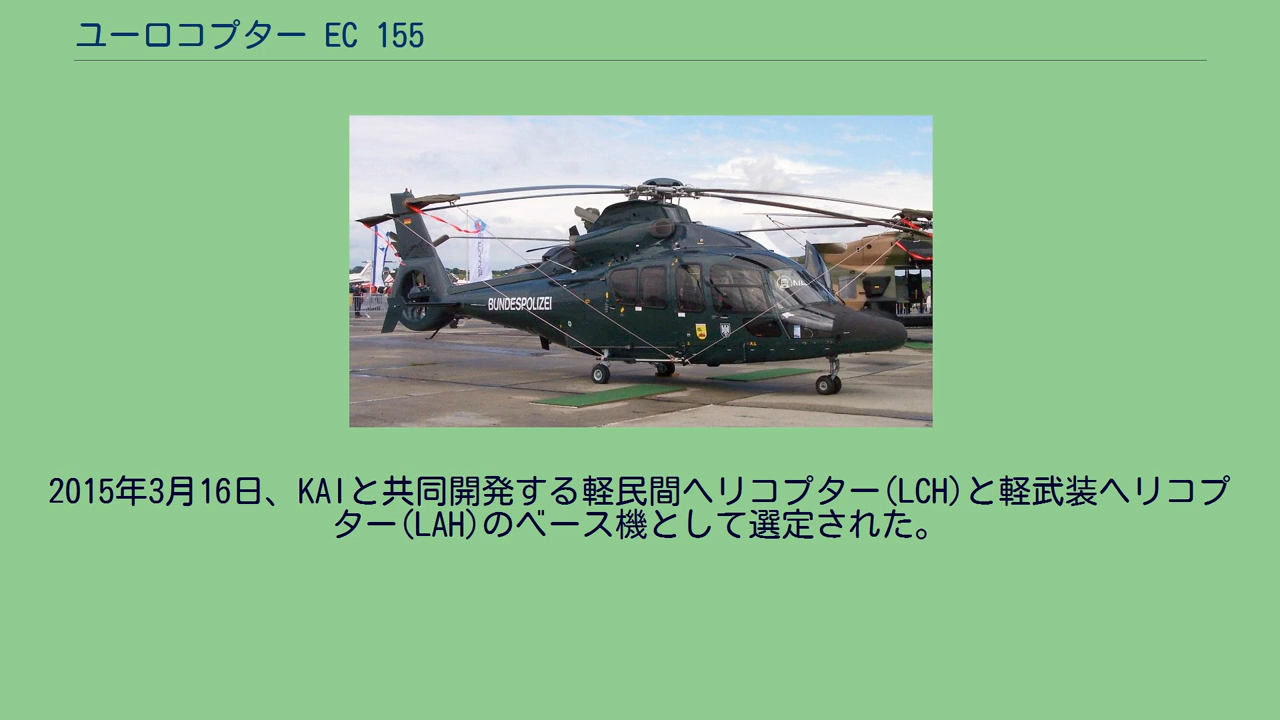 ユーロコプター EC 155
BUNDESPOLIZEI
2015年3月16日、KAIと共同開発する軽民間ヘリコプター(LCH)と軽武装ヘリコプ
ター(LAH)のベース機として選定された。